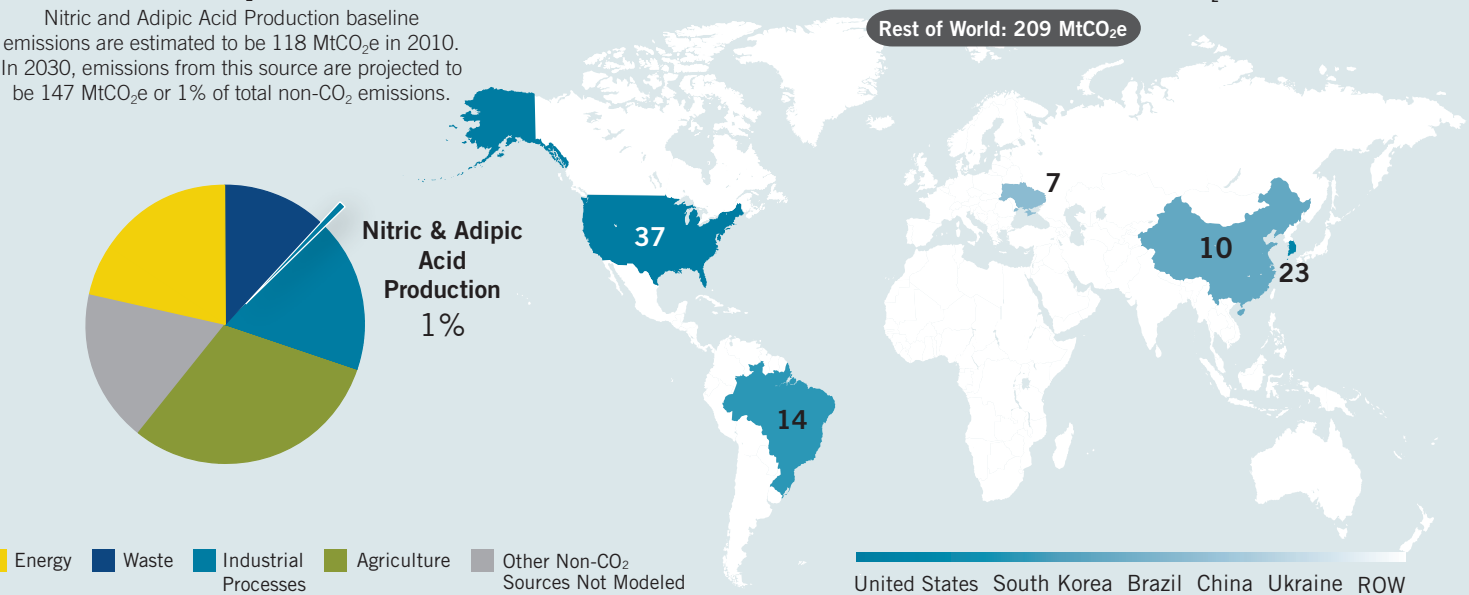 Nitric and Adipic Acid Production baseline
emissions are estimated to be 118 MtCO₂e in 2010.
In 2030, emissions from this source are projected to
be 147 MtCO₂e or 1% of total non-CO₂ emissions.
Rest of World: 209 MtCO₂e
Nitric & Adipic
Acid
Production
1%
37
7
10
23
14
Energy
Waste
Industrial
Processes
Agriculture
Other Non-CO₂
Sources Not Modeled
United States South Korea Brazil China Ukraine ROW